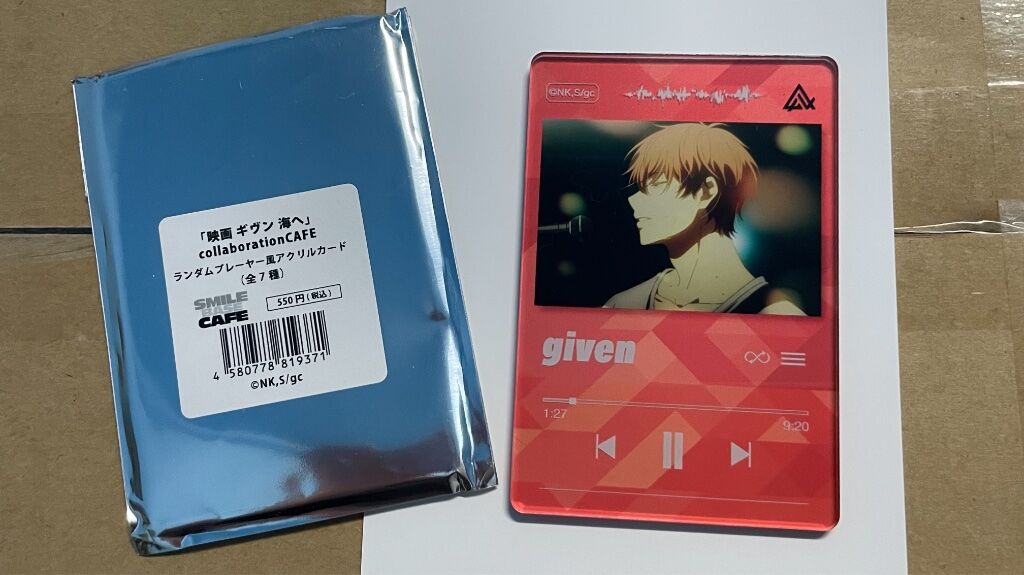 「映画 ギヴン 海へ」
collaborationCAFE
ランダムプレーヤー風アクリルカード
(全7種)
SMILE
BASE
CAFE
550円(税込)
4 580778 819371
©NK,S/gc
©NK,S/gc
given
1:27
9:20